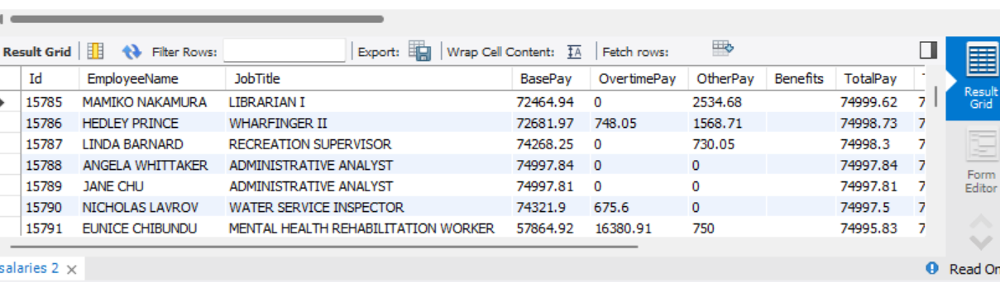 Result Grid Filter Rows: Export: Wrap Cell Content: Fetch rows:
Id EmployeeName JobTitle BasePay OvertimePay OtherPay Benefits TotalPay
15785 MAMIKO NAKAMURA LIBRARIAN I 72464.94 0 2534.68 74999.62 7
15786 HEDLEY PRINCE WHARFINGER II 72681.97 748.05 1568.71 74998.73 7
15787 LINDA BARNARD RECREATION SUPERVISOR 74268.25 0 730.05 74998.3 7
15788 ANGELA WHITTAKER ADMINISTRATIVE ANALYST 74997.84 0 0 74997.84 7
15789 JANE CHU ADMINISTRATIVE ANALYST 74997.81 0 0 74997.81 7
15790 NICHOLAS LAVROV WATER SERVICE INSPECTOR 74321.9 675.6 0 74997.5 7
15791 EUNICE CHIBUNDU MENTAL HEALTH REHABILITATION WORKER 57864.92 16380.91 750 74995.83 7
Result
Grid
Form
Editor
salaries 2
Read On